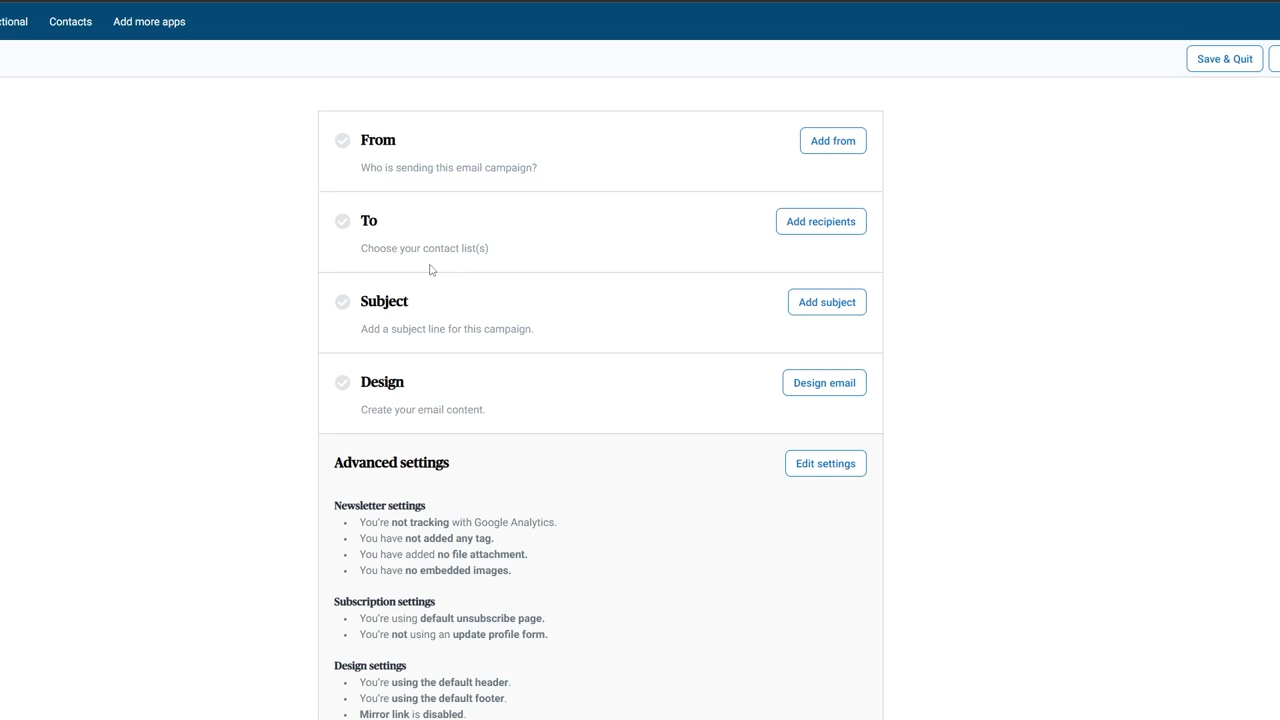 ctional Contacts Add more apps
Save & Quit
From
Add from
Who is sending this email campaign?
To
Add recipients
Choose your contact list(s)
Subject
Add subject
Add a subject line for this campaign.
Design
Design email
Create your email content.
Advanced settings
Edit settings
Newsletter settings
• You're not tracking with Google Analytics.
• You have not added any tag.
• You have added no file attachment.
• You have no embedded images.
Subscription settings
• You're using default unsubscribe page.
• You're not using an update profile form.
Design settings
• You're using the default header.
• You're using the default footer.
• Mirror link is disabled.